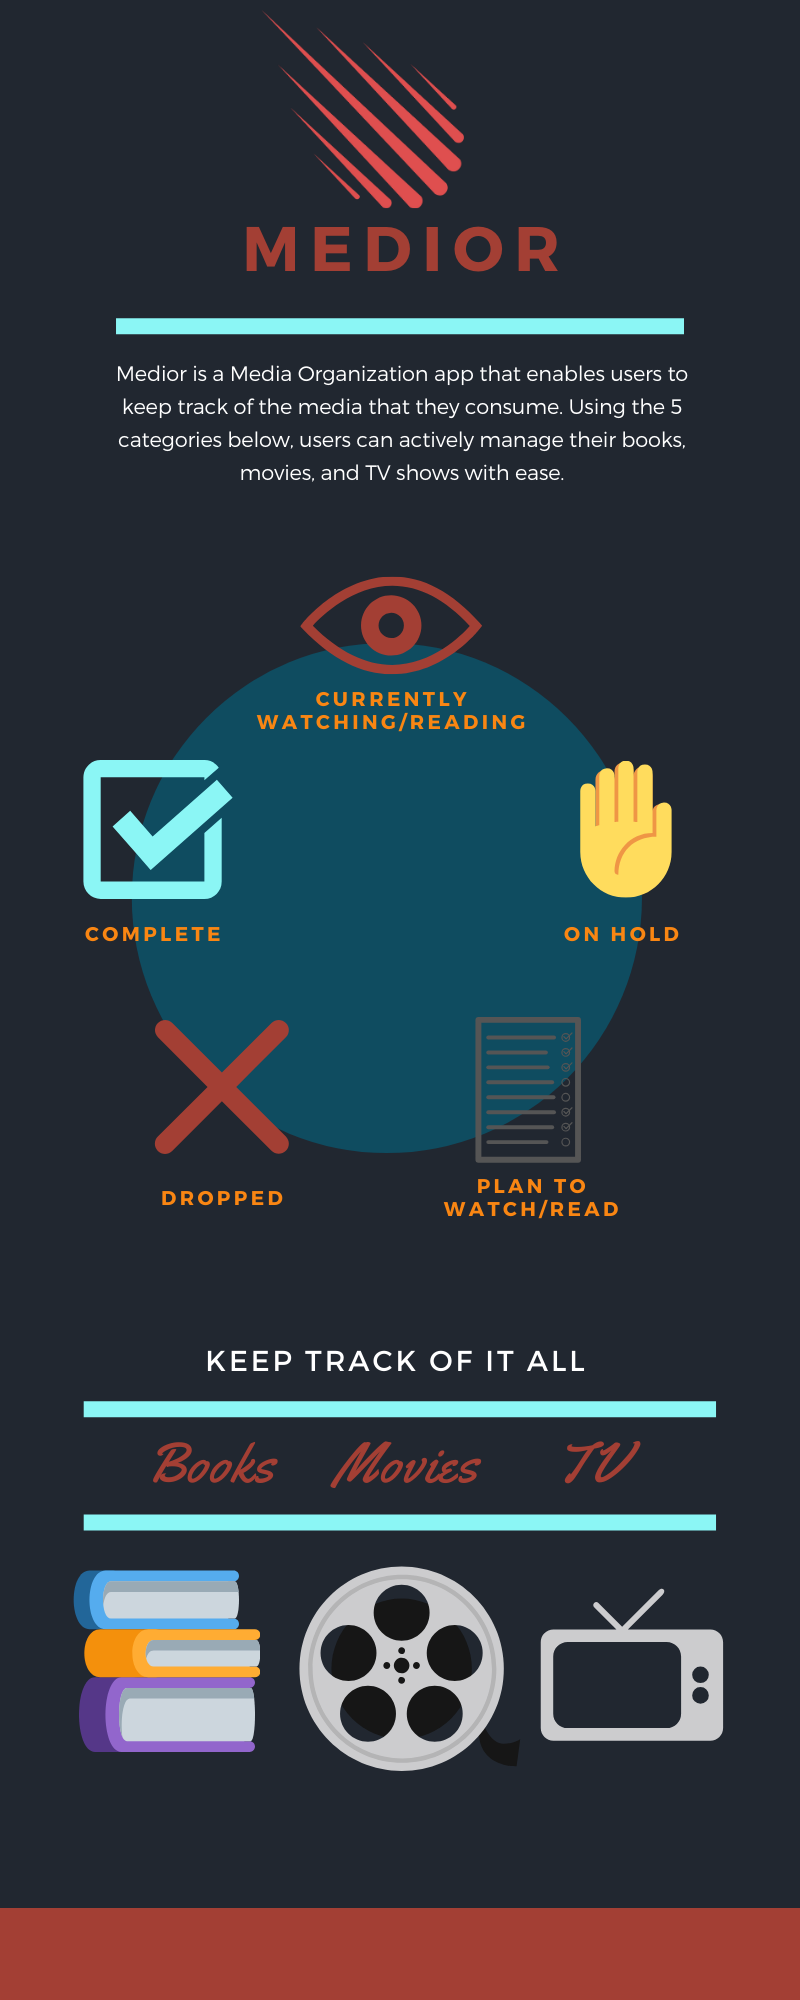 MEDIOR
Medior is a Media Organization app that enables users to
keep track of the media that they consume. Using the 5
categories below, users can actively manage their books,
movies, and TV shows with ease.
CURRENTLY
WATCHING/READING
COMPLETE
ON HOLD
DROPPED
PLAN TO
WATCH/READ
KEEP TRACK OF IT ALL
Books Movies TV